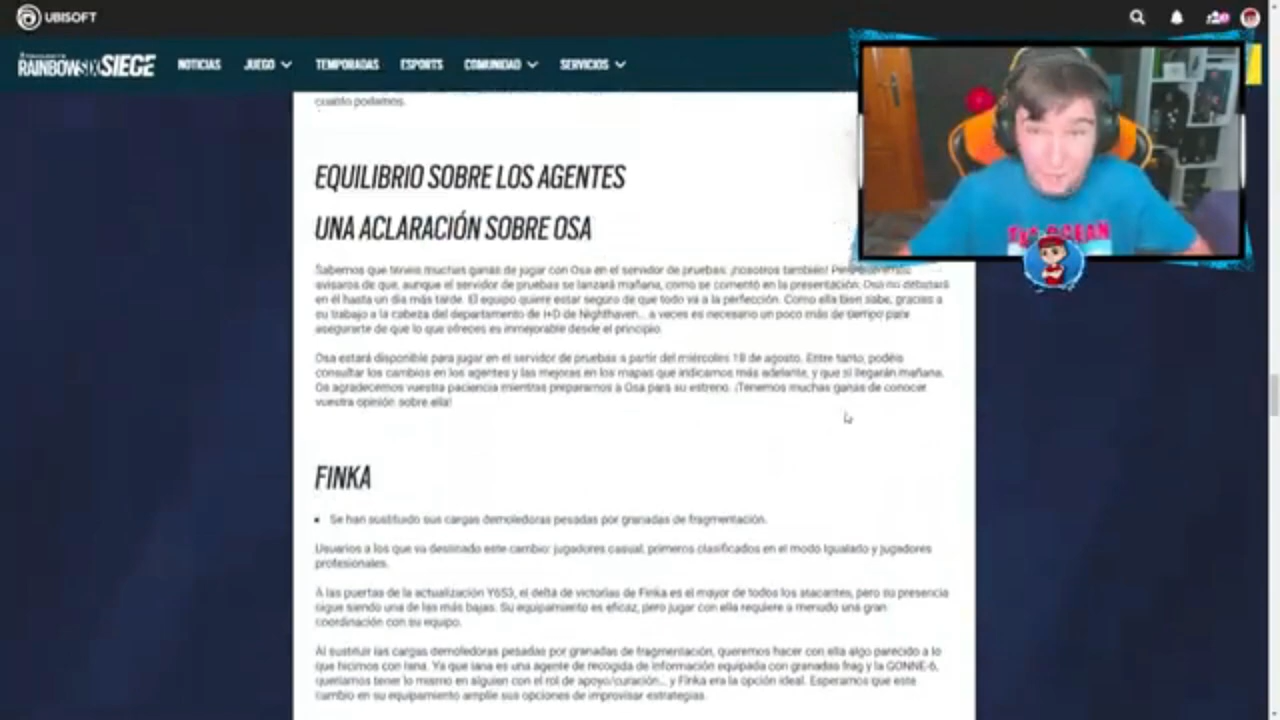 UBISOFT
RAINBOWSIX SIEGE
NOTICIAS JUEGO TEMPORADAS ESPORTS COMUNIDAD SERVICIOS
cuanto podamos.
EQUILIBRIO SOBRE LOS AGENTES
UNA ACLARACIÓN SOBRE OSA
Sabemos que tenéis muchas ganas de jugar con Osa en el servidor de pruebas: ¡nosotros también! Pero
avisaros de que, aunque el servidor de pruebas se lanzará mañana, como se comentó en la presentación, Osa no debutará
en él hasta un día más tarde. El equipo quiere estar seguro de que todo va a la perfección. Como ella bien sabe, gracias a
su trabajo a la cabeza del departamento de I+D de Nighthaven... a veces es necesario un poco más de tiempo para
asegurarte de que lo que ofreces es inmejorable desde el principio.
Osa estará disponible para jugar en el servidor de pruebas a partir del miércoles 18 de agosto. Entre tanto, podéis
consultar los cambios en los agentes y las mejoras en los mapas que indicamos más adelante, y que sí llegarán mañana.
Os agradecemos vuestra paciencia mientras preparamos a Osa para su estreno. ¡Tenemos muchas ganas de conocer
vuestra opinión sobre ella!
FINKA
• Se han sustituido sus cargas demoledoras pesadas por granadas de fragmentación.
Usuarios a los que va destinado este cambio: jugadores casual, primeros clasificados en el modo Igualado y jugadores
profesionales.
A las puertas de la actualización Y6S3, el delta de victorias de Finka es el mayor de todos los atacantes, pero su presencia
sigue siendo una de las más bajas. Su equipamiento es eficaz, pero jugar con ella requiere a menudo una gran
coordinación con su equipo.
Al sustituir las cargas demoledoras pesadas por granadas de fragmentación, queremos hacer con ella algo parecido a lo
que hicimos con Iana. Ya que Iana es una agente de recogida de información equipada con granadas frag y la GONNE-6,
queríamos tener lo mismo en alguien con el rol de apoyo/curación... y Finka era la opción ideal. Esperamos que este
cambio en su equipamiento amplíe sus opciones de improvisar estrategias.